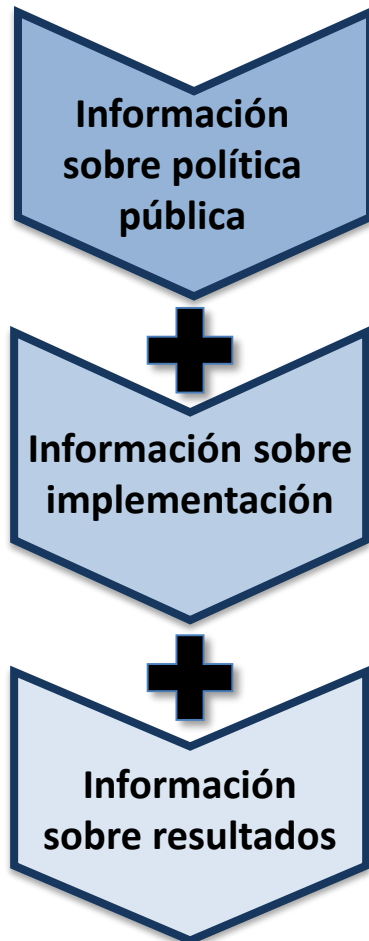 Información
sobre política
pública
Información sobre
implementación
Información
sobre resultados